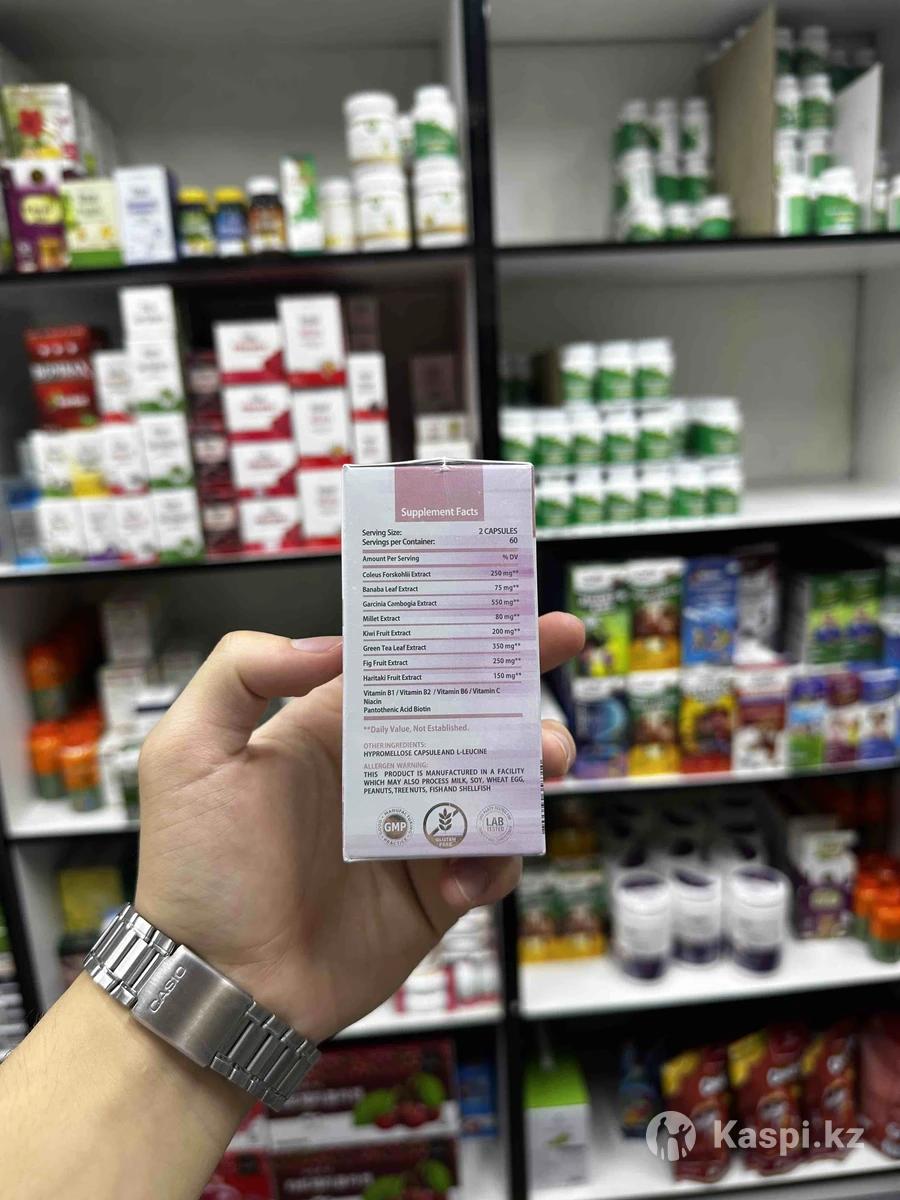 Supplement Facts
Serving Size: 2 CAPSULES
Servings per Container: 60
Amount Per Serving % DV
Coleus Forskohlii Extract 250 mg**
Banaba Leaf Extract 75 mg**
Garcinia Cambogia Extract 550 mg**
Millet Extract 80 mg**
Kiwi Fruit Extract 200 mg**
Green Tea Leaf Extract 350 mg**
Fig Fruit Extract 250 mg**
Haritaki Fruit Extract 150 mg**
Vitamin B1 / Vitamin B2 / Vitamin B6 / Vitamin C
Niacin
Pantothenic Acid Biotin
**Daily Value, Not Established.
OTHER INGREDIENTS:
HYPROMELLOSE CAPSULE AND L-LEUCINE
ALLERGEN WARNING:
THIS PRODUCT IS MANUFACTURED IN A FACILITY
WHICH MAY ALSO PROCESS MILK, SOY, WHEAT EGG,
PEANUTS, TREE NUTS, FISH AND SHELLFISH
GMP
GLUTEN
FREE
LAB
TESTED
CASIO
Kaspi.kz